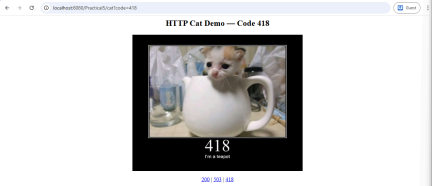 localhost:8080/Practical5/cat?code=418
Guest
HTTP Cat Demo — Code 418
418
I'm a teapot
200 | 503 | 418